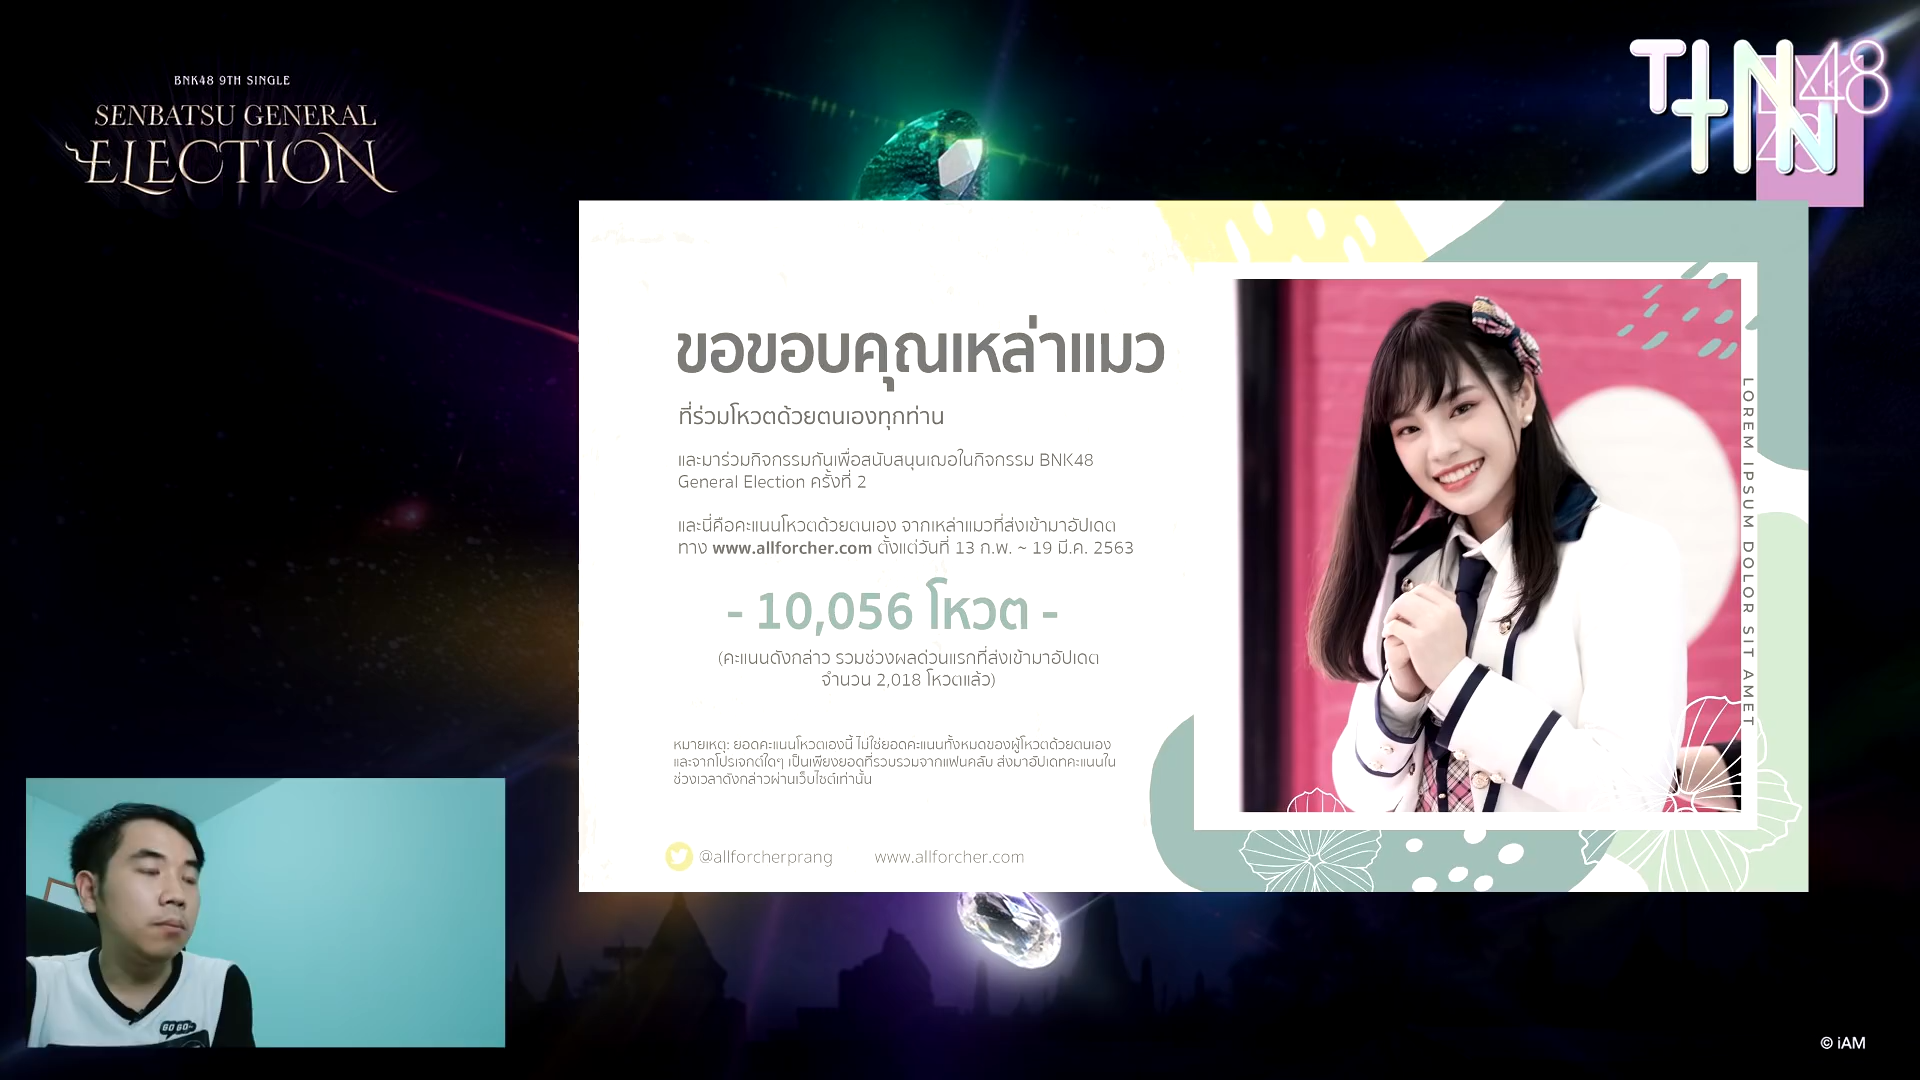 BNK48 9TH SINGLE
SENBATSU GENERAL
ELECTION
ขอขอบคุณเหล่าแมว
ที่ร่วมโหวตด้วยตนเองทุกท่าน
และมาร่วมกิจกรรมกันเพื่อสนับสนุนเฌอในกิจกรรม BNK48
General Election ครั้งที่ 2
และนี่คือคะแนนโหวตด้วยตนเอง จากเหล่าแมวที่ส่งเข้ามาอัปเดต
ทาง www.allforcher.com ตั้งแต่วันที่ 13 ก.พ. ~ 19 มี.ค. 2563
- 10,056 โหวต -
(คะแนนดังกล่าว รวมช่วงผลด่วนแรกที่ส่งเข้ามาอัปเดต
จำนวน 2,018 โหวตแล้ว)
หมายเหตุ: ยอดคะแนนโหวตเองนี้ ไม่ใช่ยอดคะแนนทั้งหมดของผู้โหวตด้วยตนเอง
และจากโปรเจกต์ใดๆ เป็นเพียงยอดที่รวบรวมจากแฟนคลับ ส่งมาอัปเดทคะแนนใน
ช่วงเวลาดังกล่าวผ่านเว็บไซต์เท่านั้น
@allforcherprang www.allforcher.com
LOREM IPSUM DOLOR SIT AMET
GO GO~
© iAM